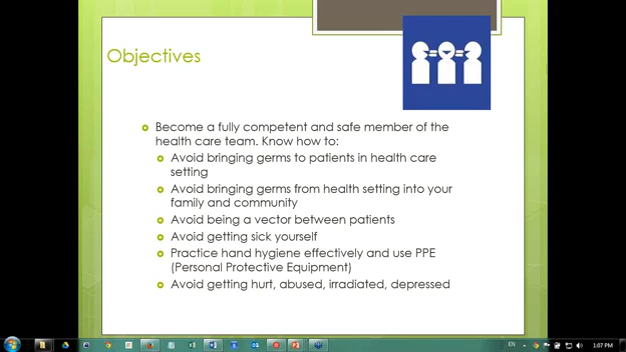 Objectives
Become a fully competent and safe member of the
health care team. Know how to:
Avoid bringing germs to patients in health care
setting
Avoid bringing germs from health setting into your
family and community
Avoid being a vector between patients
Avoid getting sick yourself
Practice hand hygiene effectively and use PPE
(Personal Protective Equipment)
Avoid getting hurt, abused, irradiated, depressed
EN
1:07 PM